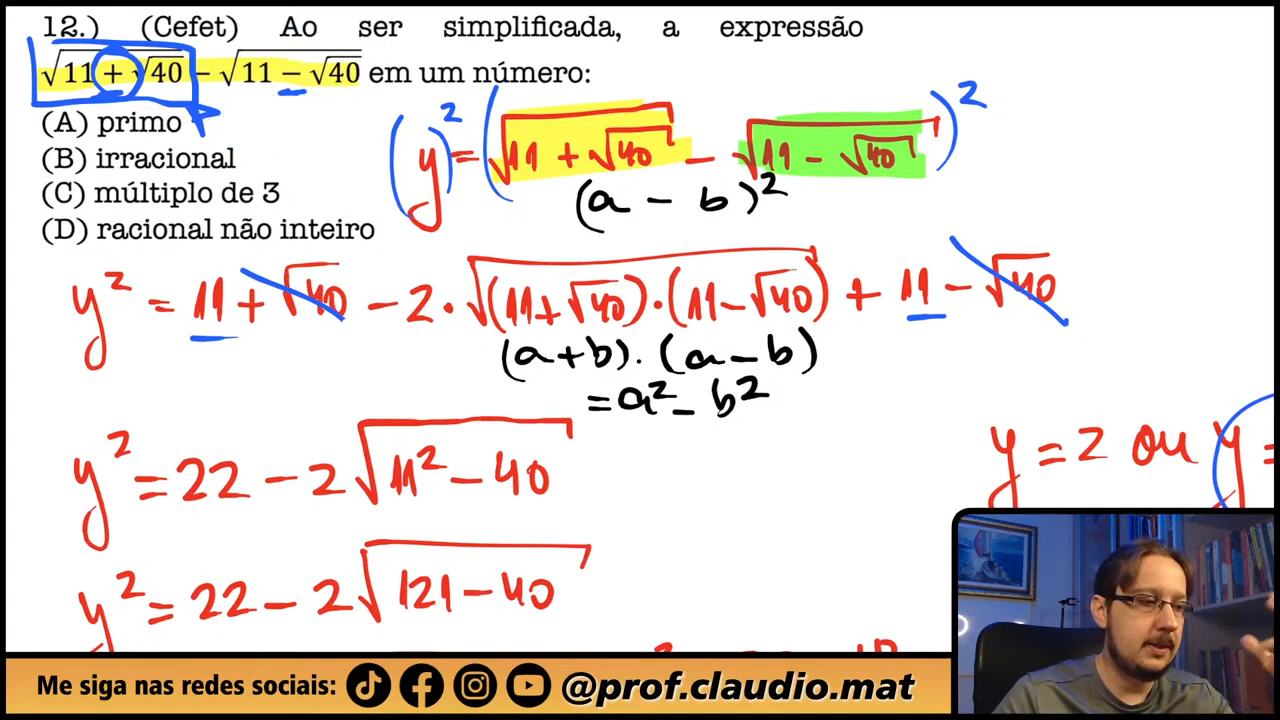 12.) (Cefet) Ao ser simplificada, a expressão
√11 + √40 − √11 − √40 em um número:
(A) primo
(B) irracional
(C) múltiplo de 3
(D) racional não inteiro
(y)² = (√11 + √40 − √11 − √40)²
(a − b)²
y² = 11 + √40 − 2 · √(11+√40)·(11−√40) + 11 − √40
(a+b).(a−b)
= a² − b²
y² = 22 − 2√11² − 40
y = 2 ou y =
y² = 22 − 2√121 − 40
Me siga nas redes sociais: @prof.claudio.mat